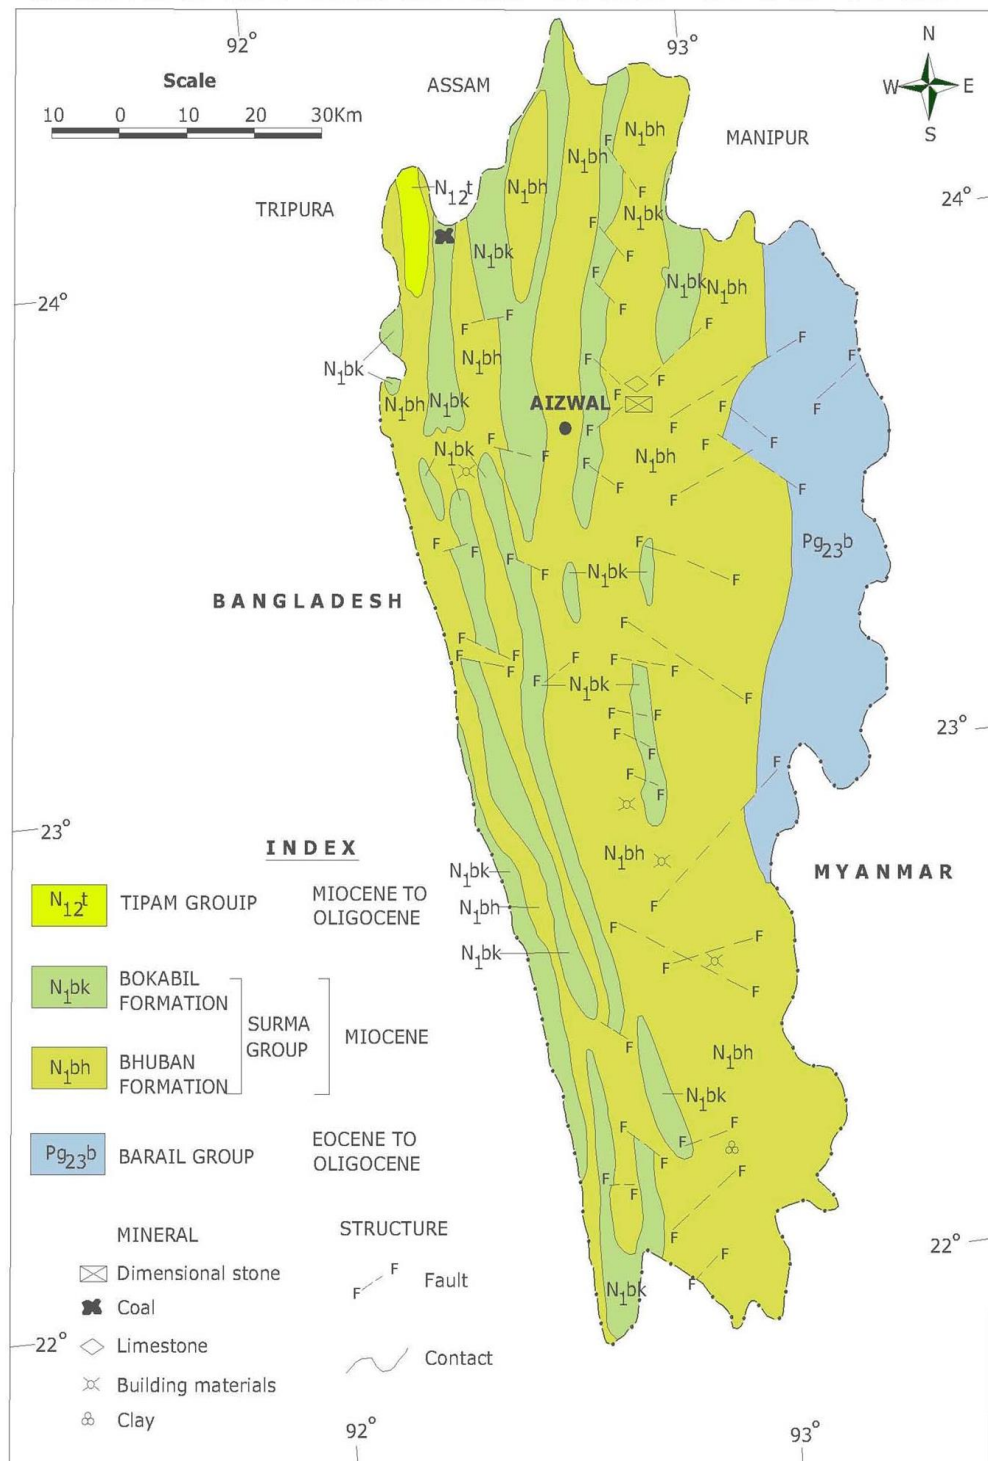 92°
93°
N
Scale
ASSAM
W E
10 0 10 20 30Km
S
MANIPUR
N₁bh
F
N₁bh
N₁₂t
N₁bh
F
24°
TRIPURA
F
N₁bk
N₁bk
F
F
N₁bk
N₁bh
24°
F
F
F
F
F
F
N₁bh
F
F
N₁bk
F
F
N₁bh
N₁bk
AIZWAL
F
F
F
F
F
N₁bk
F
F
F
F
N₁bh
F
F
F
F
F
F
Pg₂₃b
F
F
F
N₁bk
F
F
BANGLADESH
F
F
F
F
F
F
F
F
F
N₁bk
F
F
F
F
F
23°
F
F
F
F
23°
INDEX
N₁bh
N₁bk
MYANMAR
N₁₂t TIPAM GROUIP MIOCENE TO
OLIGOCENE
N₁bh
F
F
F
N₁bk
F
F
N₁bk BOKABIL
FORMATION
SURMA
GROUP
MIOCENE
N₁bh BHUBAN
FORMATION
F
N₁bh
N₁bk
F
F
F
Pg₂₃b BARAIL GROUP EOCENE TO
OLIGOCENE
F
F
F
F
MINERAL
STRUCTURE
F
F
22°
Dimensional stone
F
F Fault
F
N₁bk
Coal
Limestone
22°
Contact
Building materials
Clay
92°
93°